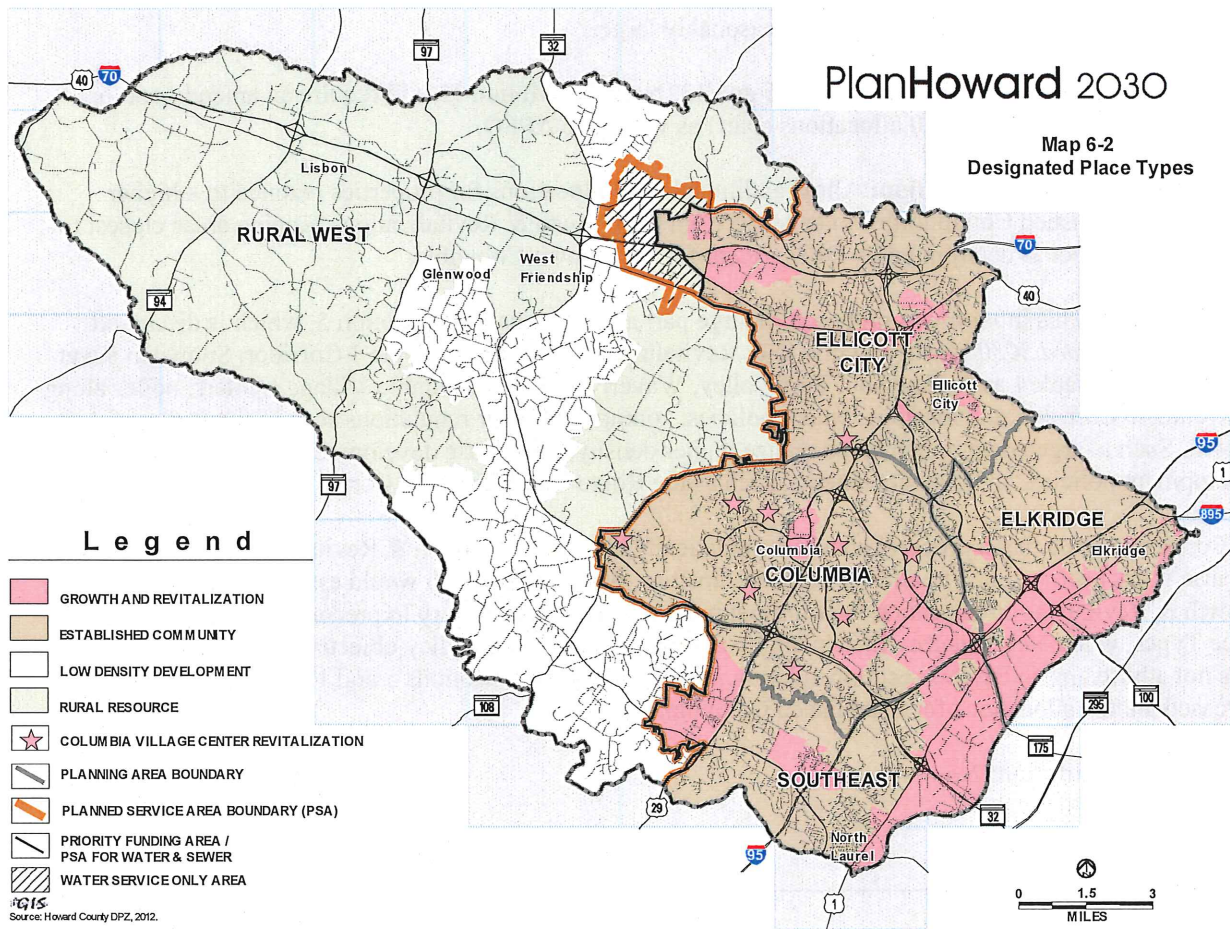 PlanHoward 2030
Map 6-2
Designated Place Types
97
32
40
70
Lisbon
RURAL WEST
Glenwood
West
Friendship
94
97
70
40
ELLICOTT
CITY
Ellicott
City
95
1
895
ELKRIDGE
Elkridge
Columbia
COLUMBIA
108
100
295
175
SOUTHEAST
32
29
North
Laurel
95
1
Legend
GROWTH AND REVITALIZATION
ESTABLISHED COMMUNITY
LOW DENSITY DEVELOPMENT
RURAL RESOURCE
COLUMBIA VILLAGE CENTER REVITALIZATION
PLANNING AREA BOUNDARY
PLANNED SERVICE AREA BOUNDARY (PSA)
PRIORITY FUNDING AREA /
PSA FOR WATER & SEWER
WATER SERVICE ONLY AREA
GIS
Source: Howard County DPZ, 2012.
0 1.5 3
MILES